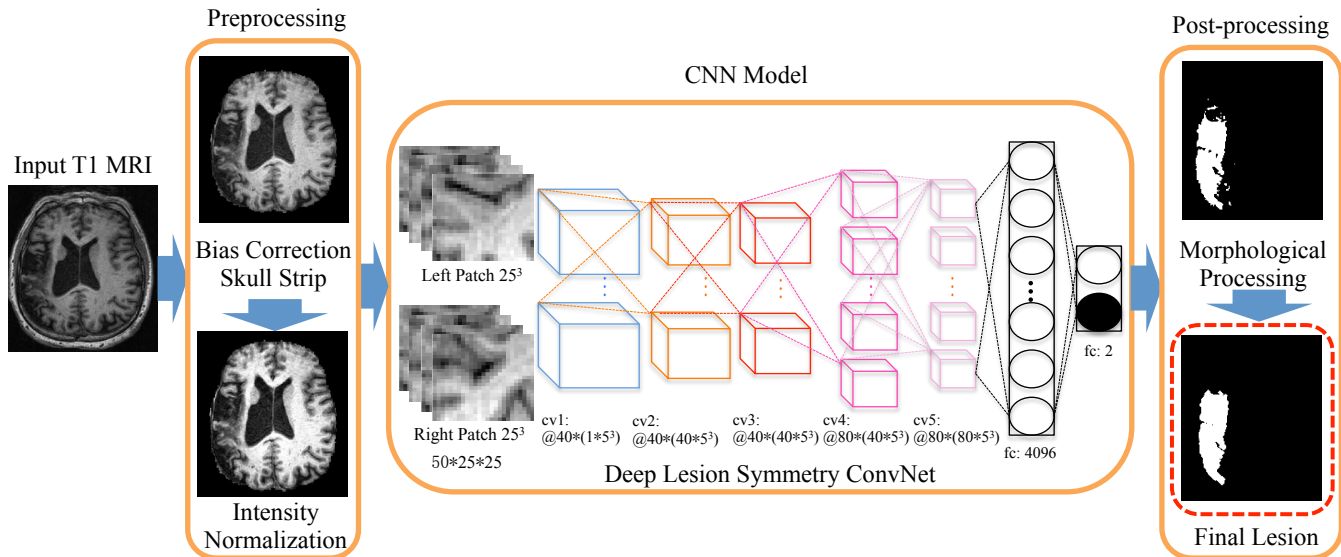 Input T1 MRI
Preprocessing
Bias Correction
Skull Strip
Intensity
Normalization
CNN Model
Left Patch 25³
Right Patch 25³
50*25*25
cv1:
@40*(1*5³)
cv2:
@40*(40*5³)
cv3:
@40*(40*5³)
cv4:
@80*(40*5³)
cv5:
@80*(80*5³)
fc: 4096
fc: 2
Deep Lesion Symmetry ConvNet
Post-processing
Morphological
Processing
Final Lesion